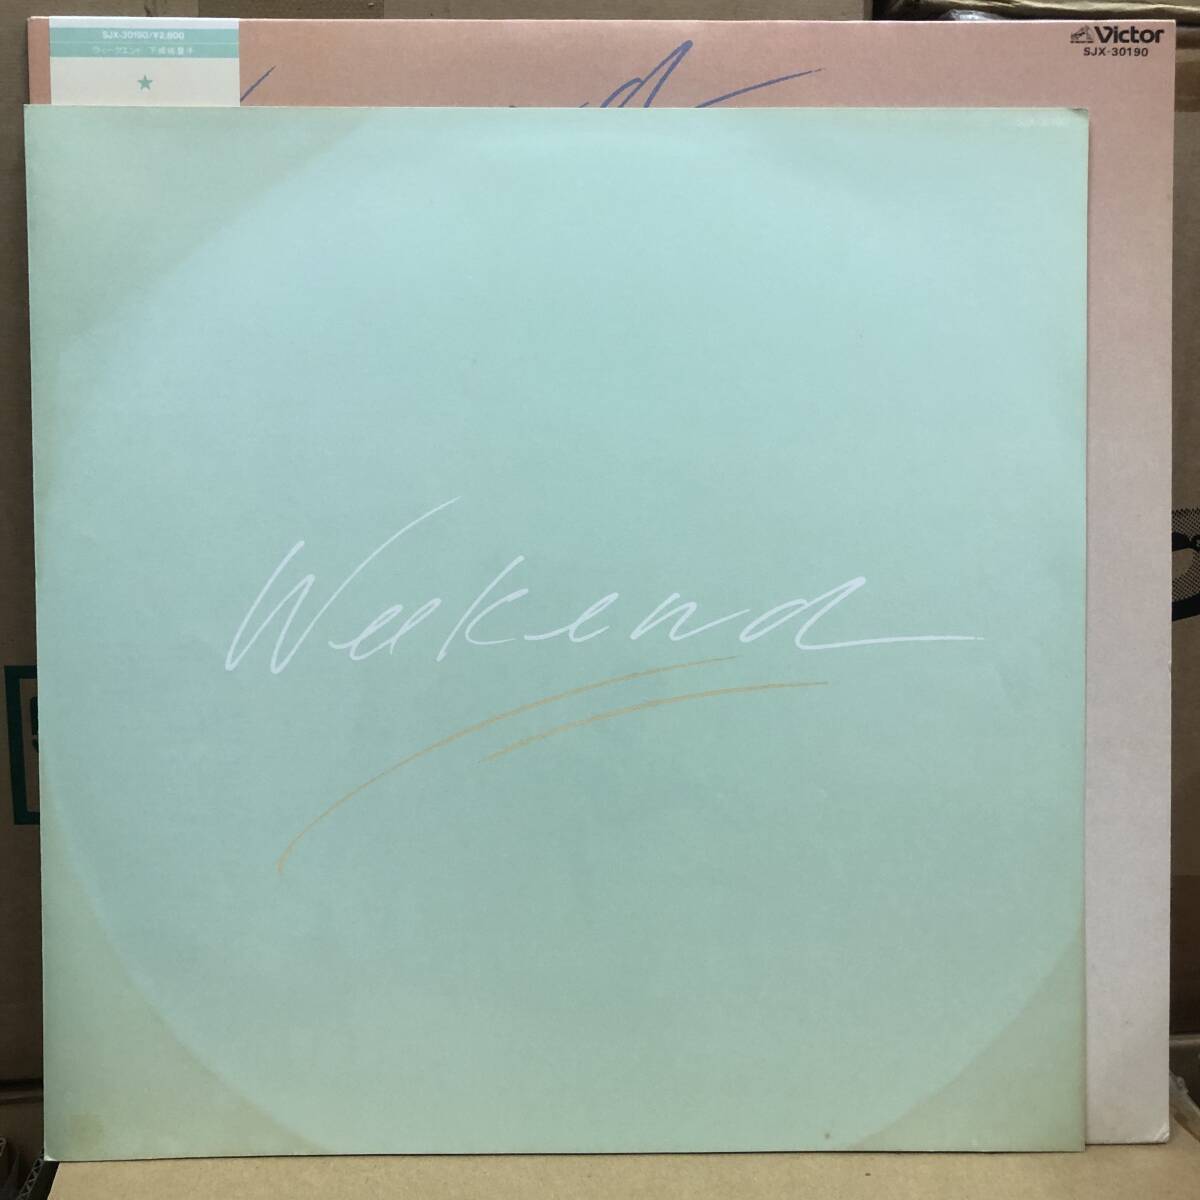 SJX-30190/¥2,800
ウィークエンド 下成佐登子
Victor
SJX-30190
Weekend